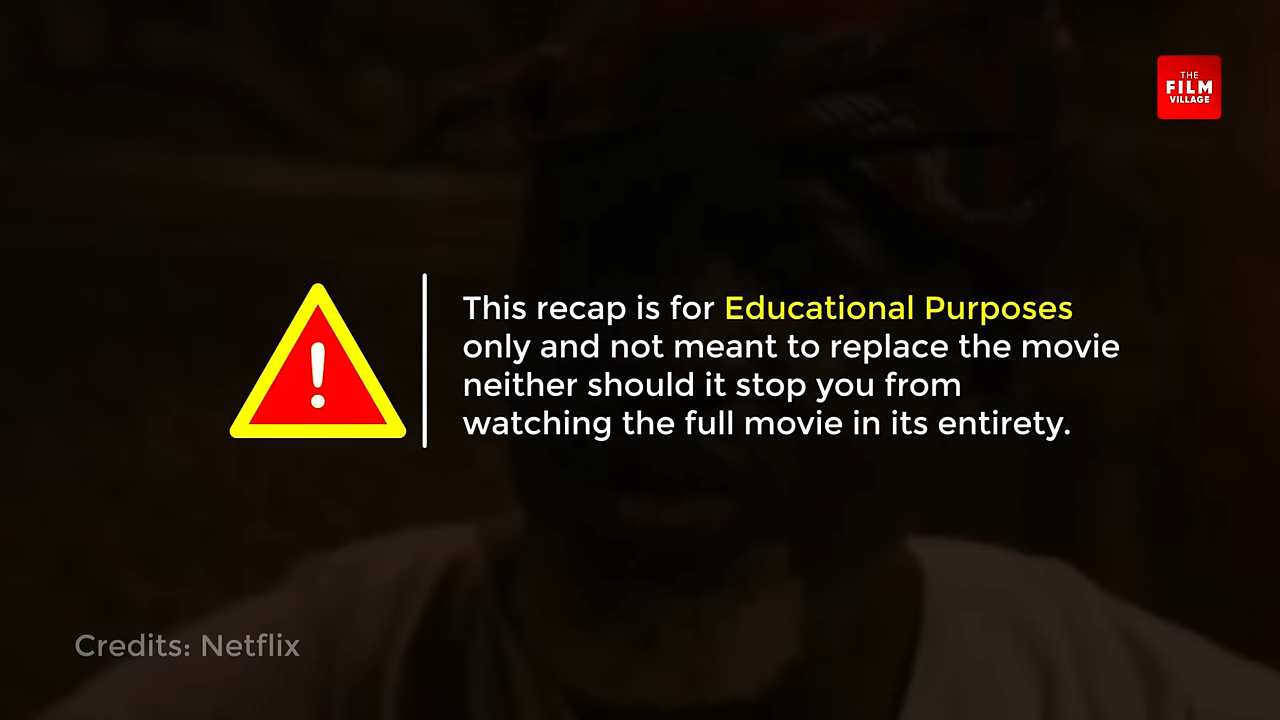 THE
FILM
VILLAGE
!
This recap is for Educational Purposes
only and not meant to replace the movie
neither should it stop you from
watching the full movie in its entirety.
Credits: Netflix